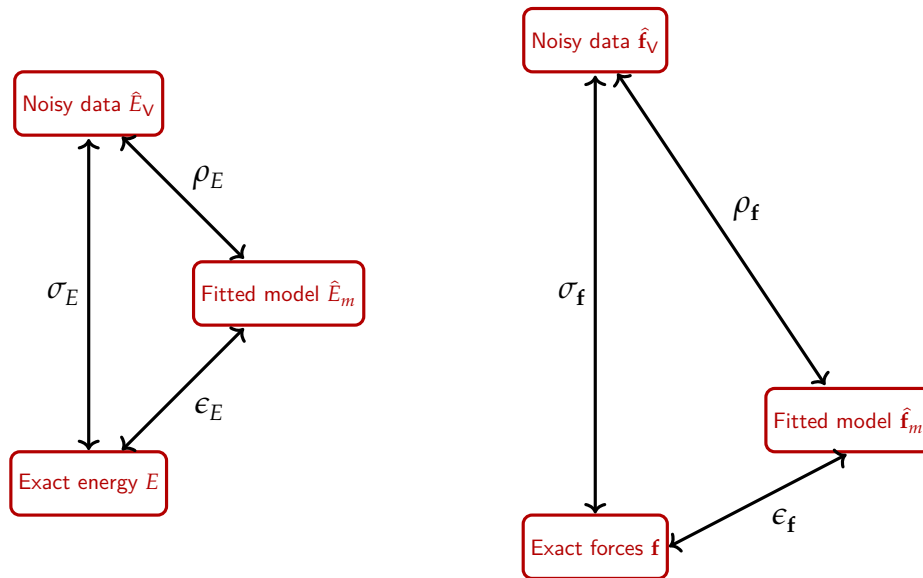 Noisy data Ê_V
ρ_E
σ_E
Fitted model Ê_m
ϵ_E
Exact energy E
Noisy data f̂_V
ρ_f
σ_f
Fitted model f̂_m
ϵ_f
Exact forces f